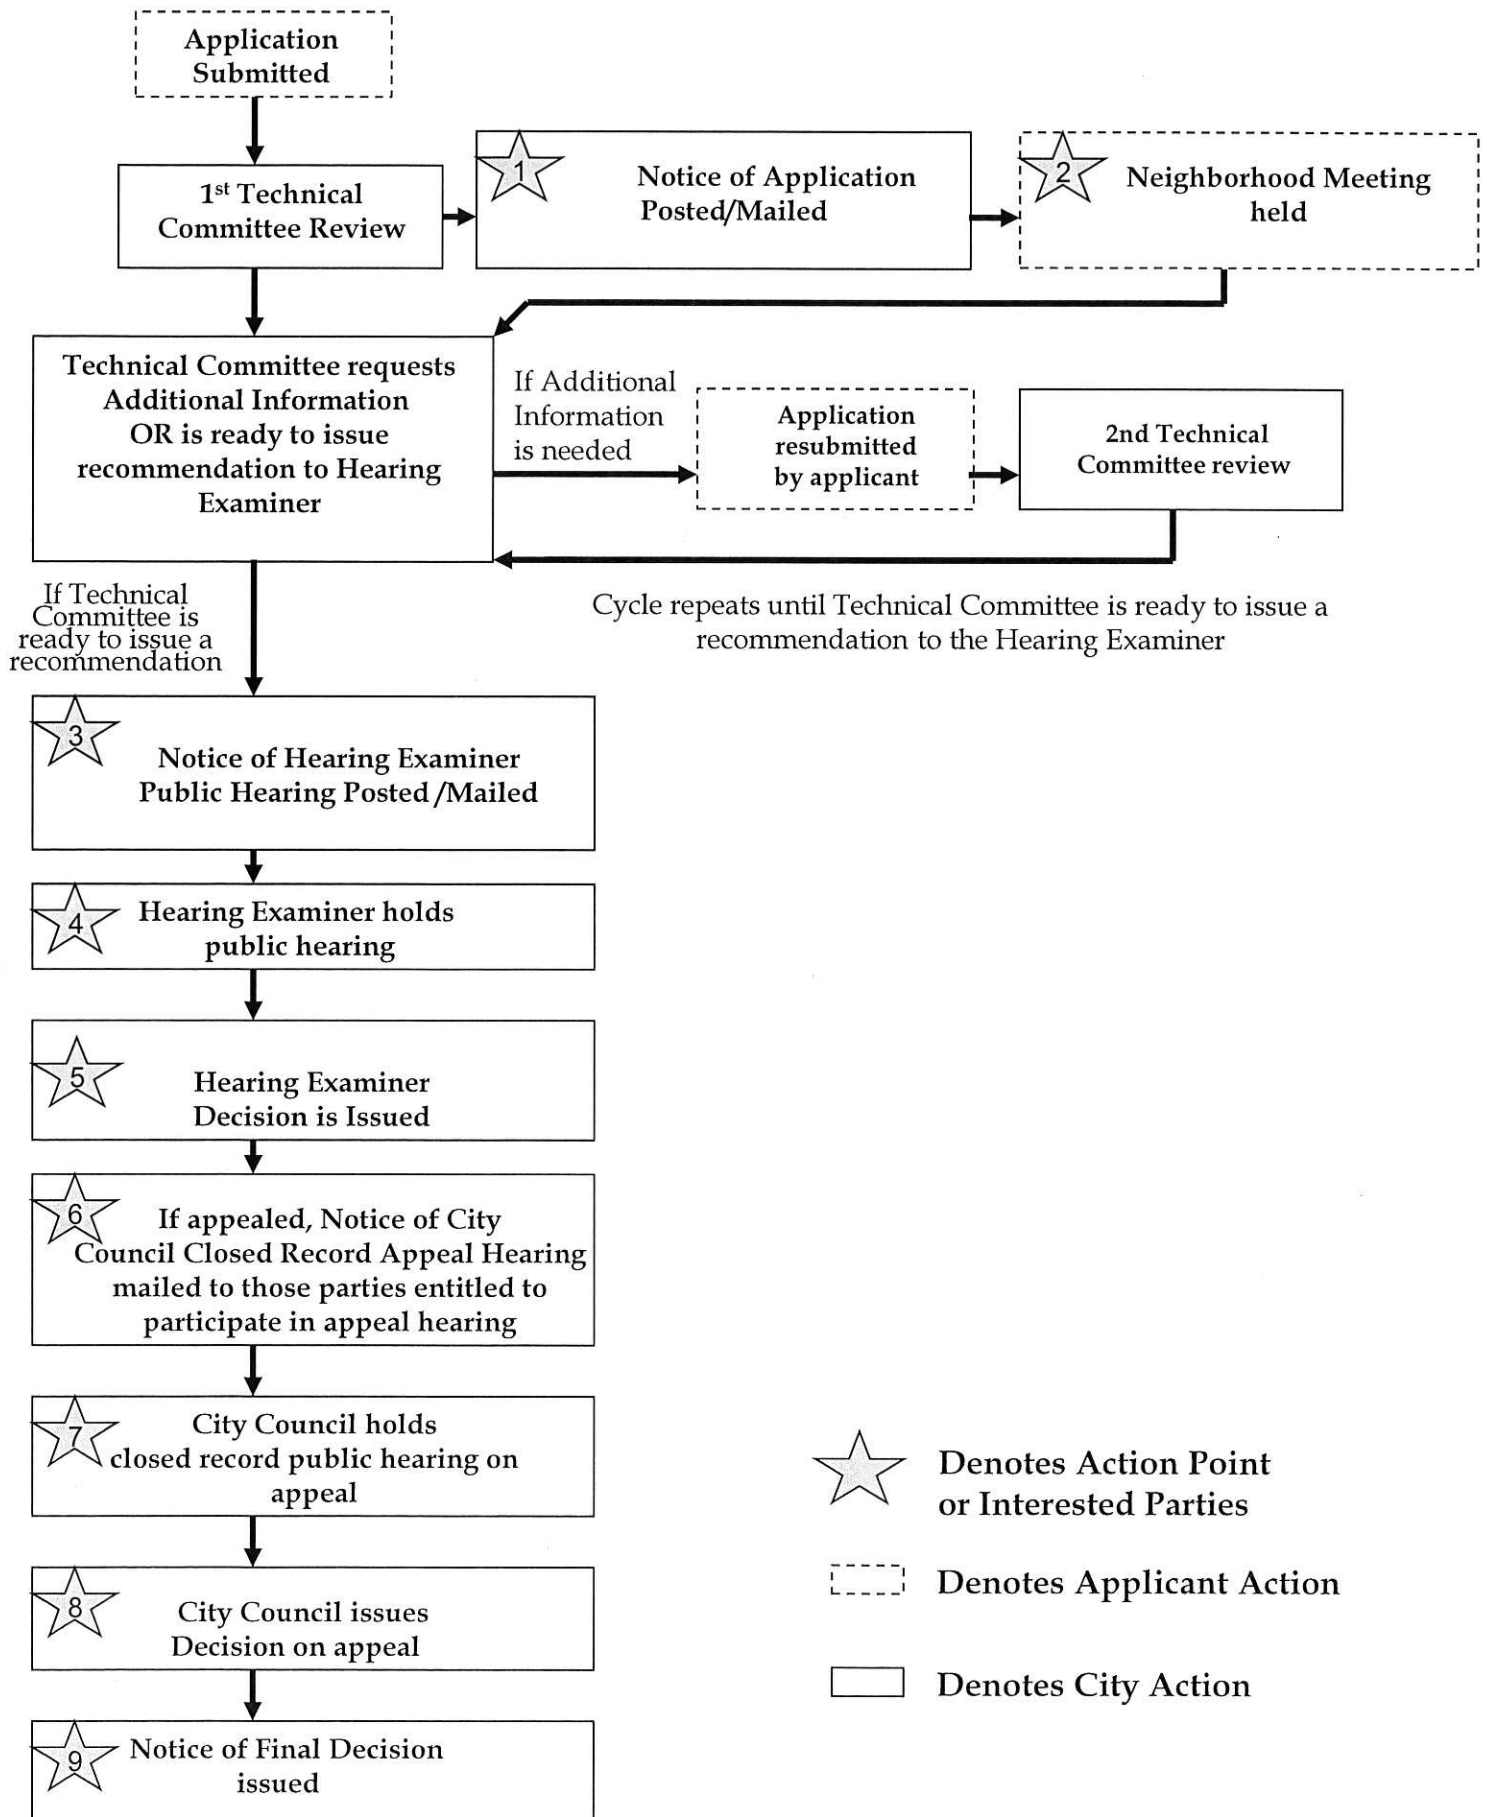 Application
Submitted
1st Technical
Committee Review
1
Notice of Application
Posted/Mailed
2
Neighborhood Meeting
held
Technical Committee requests
Additional Information
OR is ready to issue
recommendation to Hearing
Examiner
If Additional
Information
is needed
Application
resubmitted
by applicant
2nd Technical
Committee review
If Technical
Committee is
ready to issue a
recommendation
Cycle repeats until Technical Committee is ready to issue a
recommendation to the Hearing Examiner
3
Notice of Hearing Examiner
Public Hearing Posted /Mailed
4
Hearing Examiner holds
public hearing
5
Hearing Examiner
Decision is Issued
6
If appealed, Notice of City
Council Closed Record Appeal Hearing
mailed to those parties entitled to
participate in appeal hearing
7
City Council holds
closed record public hearing on
appeal
8
City Council issues
Decision on appeal
9
Notice of Final Decision
issued
Denotes Action Point
or Interested Parties
Denotes Applicant Action
Denotes City Action